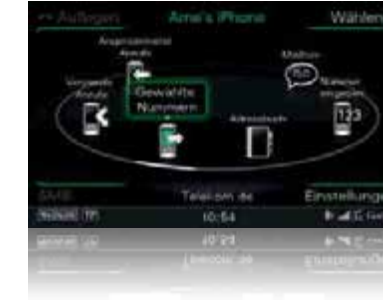 Arne's iPhone
Wählen
Angenommene
Anrufe
Mailbox
Verpasste
Anrufe
Nummer
eingeben
Gewählte
Nummern
Adressbuch
123
SMS
Telekom.de
Einstellungen
10:54